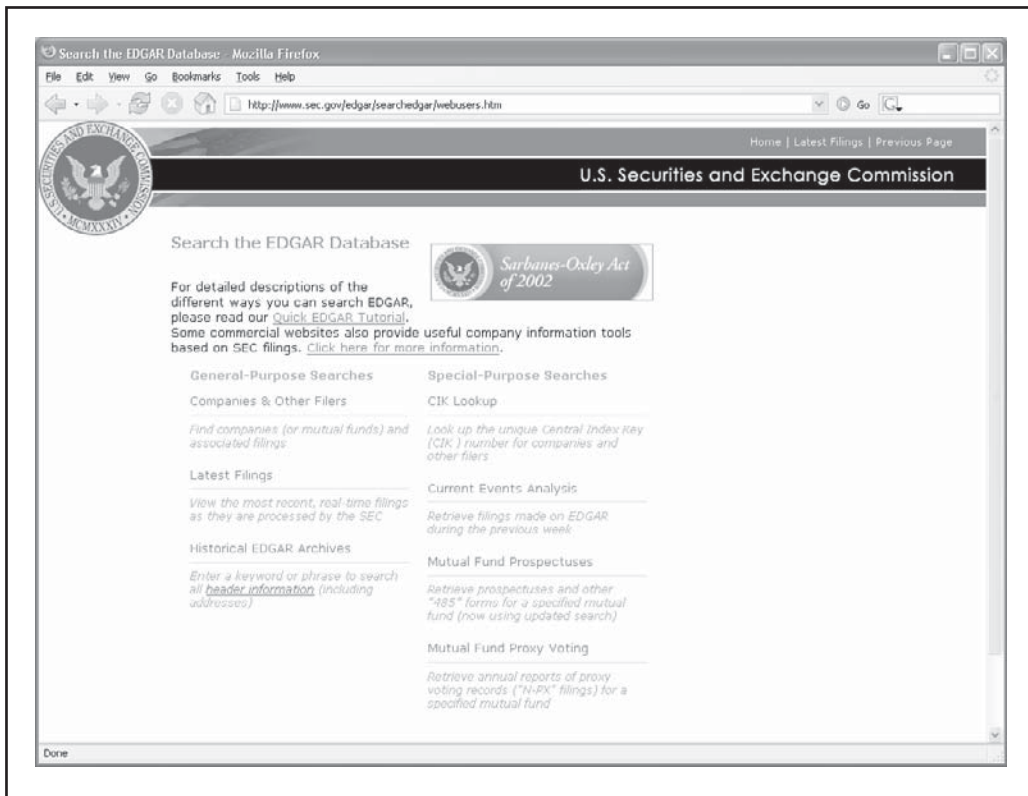 Search the EDGAR Database - Mozilla Firefox
File Edit View Go Bookmarks Tools Help
http://www.sec.gov/edgar/searchedgar/webusers.htm
Go
Home | Latest Filings | Previous Page
U.S. Securities and Exchange Commission
SECURITIES AND EXCHANGE COMMISSION
MCMXXXIV
Search the EDGAR Database
Sarbanes-Oxley Act
of 2002
For detailed descriptions of the
different ways you can search EDGAR,
please read our Quick EDGAR Tutorial.
Some commercial websites also provide useful company information tools
based on SEC filings. Click here for more information.
General-Purpose Searches
Companies & Other Filers
Find companies (or mutual funds) and
associated filings
Latest Filings
View the most recent, real-time filings
as they are processed by the SEC
Historical EDGAR Archives
Enter a keyword or phrase to search
all header information (including
addresses)
Special-Purpose Searches
CIK Lookup
Look up the unique Central Index Key
(CIK ) number for companies and
other filers
Current Events Analysis
Retrieve filings made on EDGAR
during the previous week
Mutual Fund Prospectuses
Retrieve prospectuses and other
"485" forms for a specified mutual
fund (now using updated search)
Mutual Fund Proxy Voting
Retrieve annual reports of proxy
voting records ("N-PX" filings) for a
specified mutual fund
Done